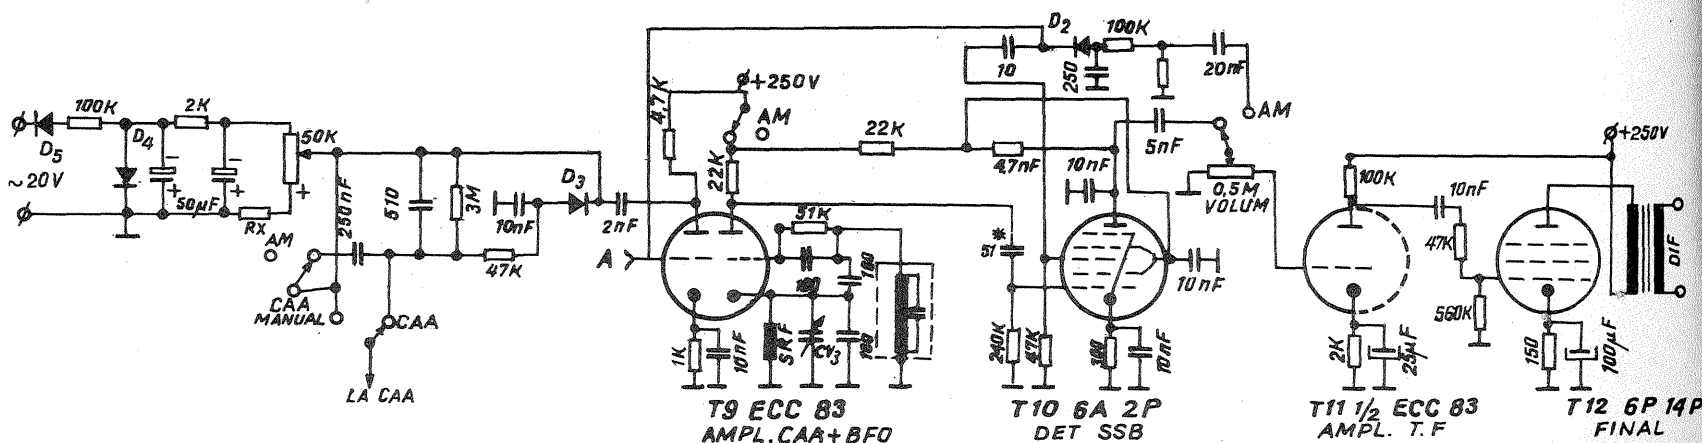 D2
100K
10
250
20nF
AM
+250V
4,7K
AM
100K
2K
D4
D5
50K
22K
22K
4,7nF
10nF
5nF
+250V
~20V
50µF
Rx
250nF
510
3M
D3
10nF
2nF
0,5M
VOLUM
100K
10nF
51K
*
51
A
AM
47K
CAA
MANUAL
CAA
LA CAA
180
180
180
10nF
47K
560K
DIF
1K
10nF
SRF
CV3
240K
47K
10nF
2K
25µF
150
100µF
T9 ECC 83
AMPL.CAA+BFO
T10 6A 2P
DET SSB
T11 1/2 ECC 83
AMPL. T.F
T12 6P 14P
FINAL